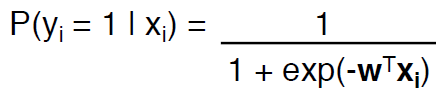 P(yᵢ = 1 | xᵢ) = 1
1 + exp(-wᵀxᵢ)